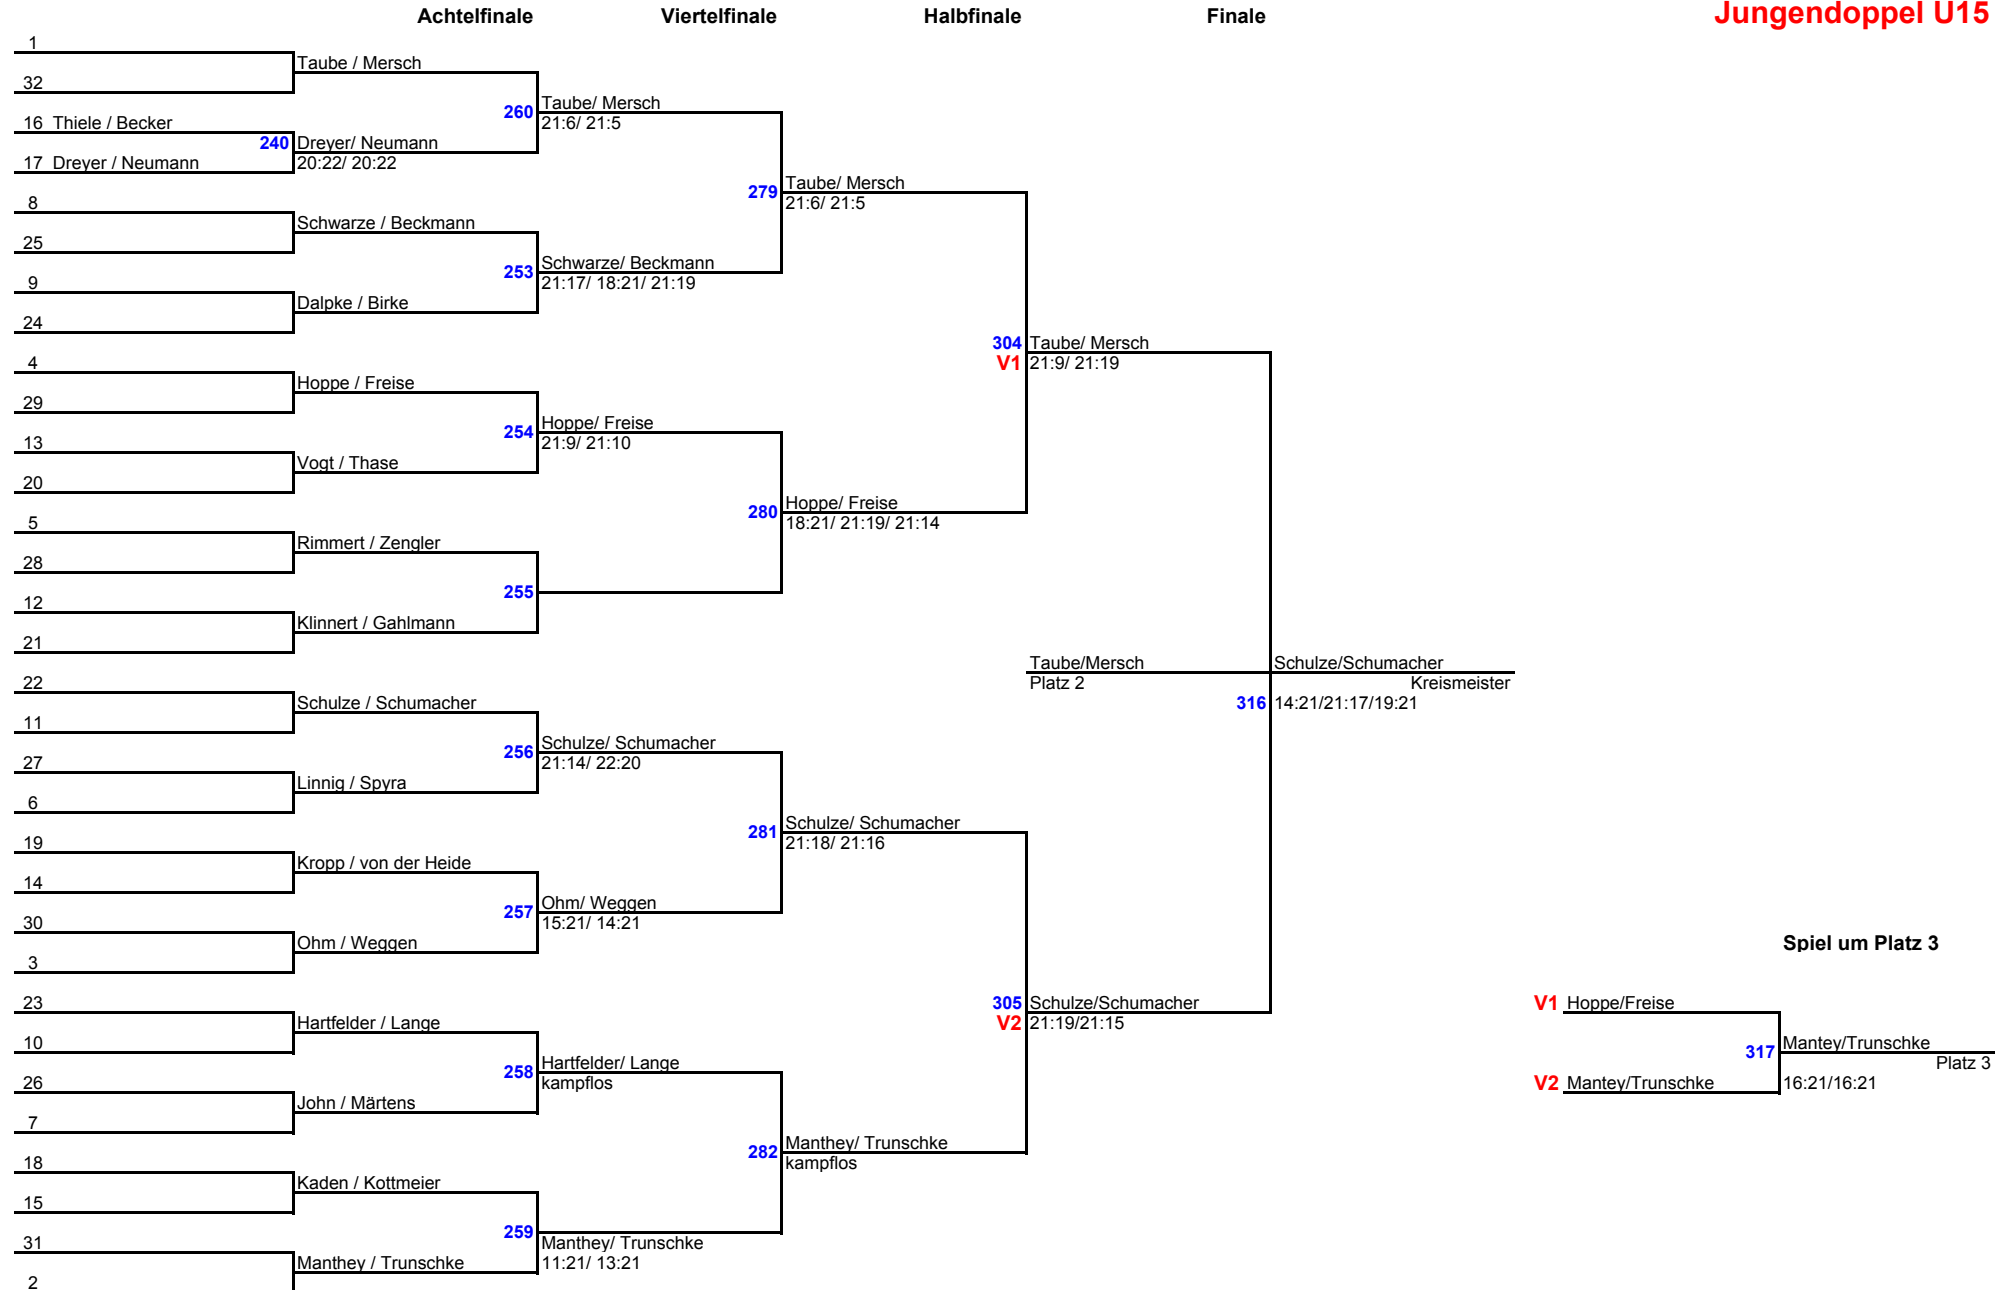 Achtelfinale Viertelfinale Halbfinale Finale Jungendoppel U15
1
Taube / Mersch
32
260 Taube/ Mersch
21:6/ 21:5
16 Thiele / Becker
240 Dreyer/ Neumann
17 Dreyer / Neumann 20:22/ 20:22
279 Taube/ Mersch
21:6/ 21:5
8
Schwarze / Beckmann
25
253 Schwarze/ Beckmann
21:17/ 18:21/ 21:19
9
Dalpke / Birke
24
304 Taube/ Mersch
V1 21:9/ 21:19
4
Hoppe / Freise
29
254 Hoppe/ Freise
21:9/ 21:10
13
Vogt / Thase
20
280 Hoppe/ Freise
18:21/ 21:19/ 21:14
5
Rimmert / Zengler
28
255
12
Klinnert / Gahlmann
21
Taube/Mersch Schulze/Schumacher
Platz 2 Kreismeister
316 14:21/21:17/19:21
22
Schulze / Schumacher
11
256 Schulze/ Schumacher
21:14/ 22:20
27
Linnig / Spyra
6
281 Schulze/ Schumacher
21:18/ 21:16
19
Kropp / von der Heide
14
257 Ohm/ Weggen
15:21/ 14:21
30
Ohm / Weggen
3
Spiel um Platz 3
305 Schulze/Schumacher
V2 21:19/21:15
V1 Hoppe/Freise
317 Mantey/Trunschke
Platz 3
V2 Mantey/Trunschke 16:21/16:21
23
Hartfelder / Lange
10
258 Hartfelder/ Lange
kampflos
26
John / Märtens
7
282 Manthey/ Trunschke
kampflos
18
Kaden / Kottmeier
15
259 Manthey/ Trunschke
11:21/ 13:21
31
Manthey / Trunschke
2